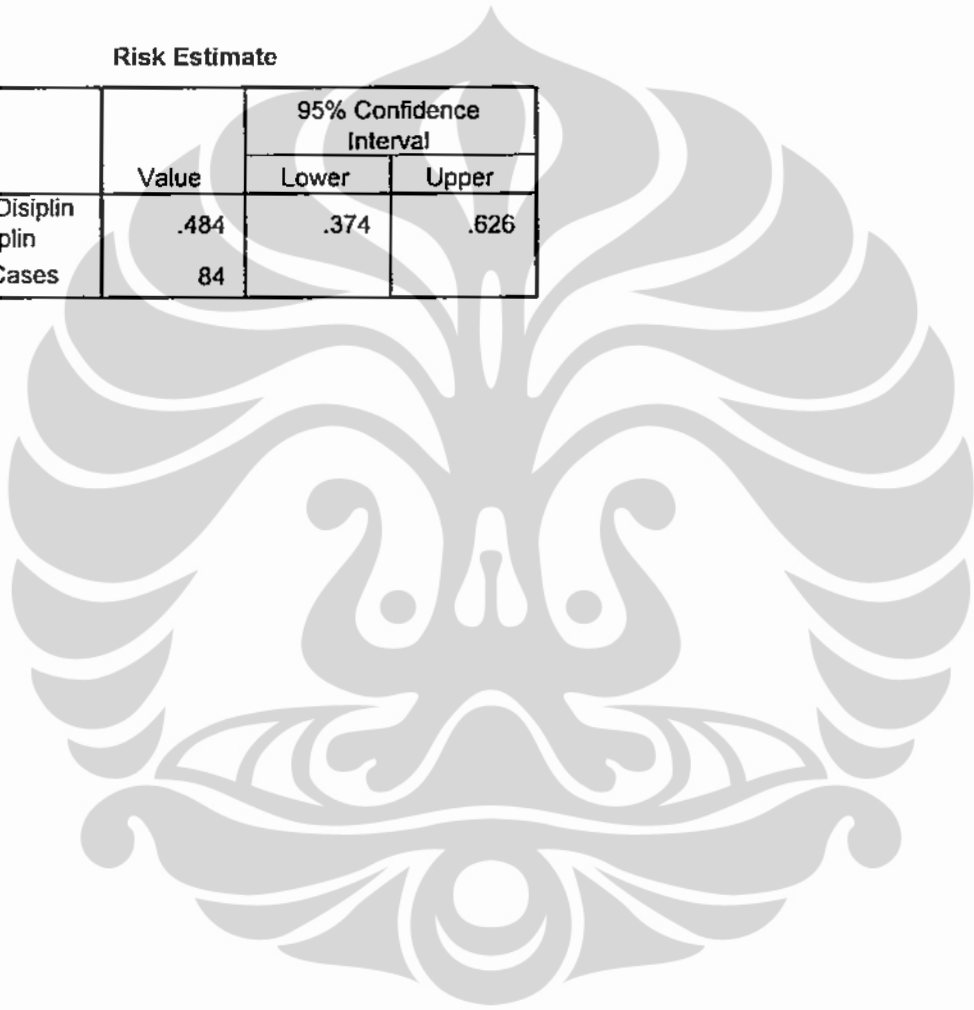 Risk Estimate
95% Confidence
Interval
Value Lower Upper
Disiplin
plin .484 .374 .626
Cases 84